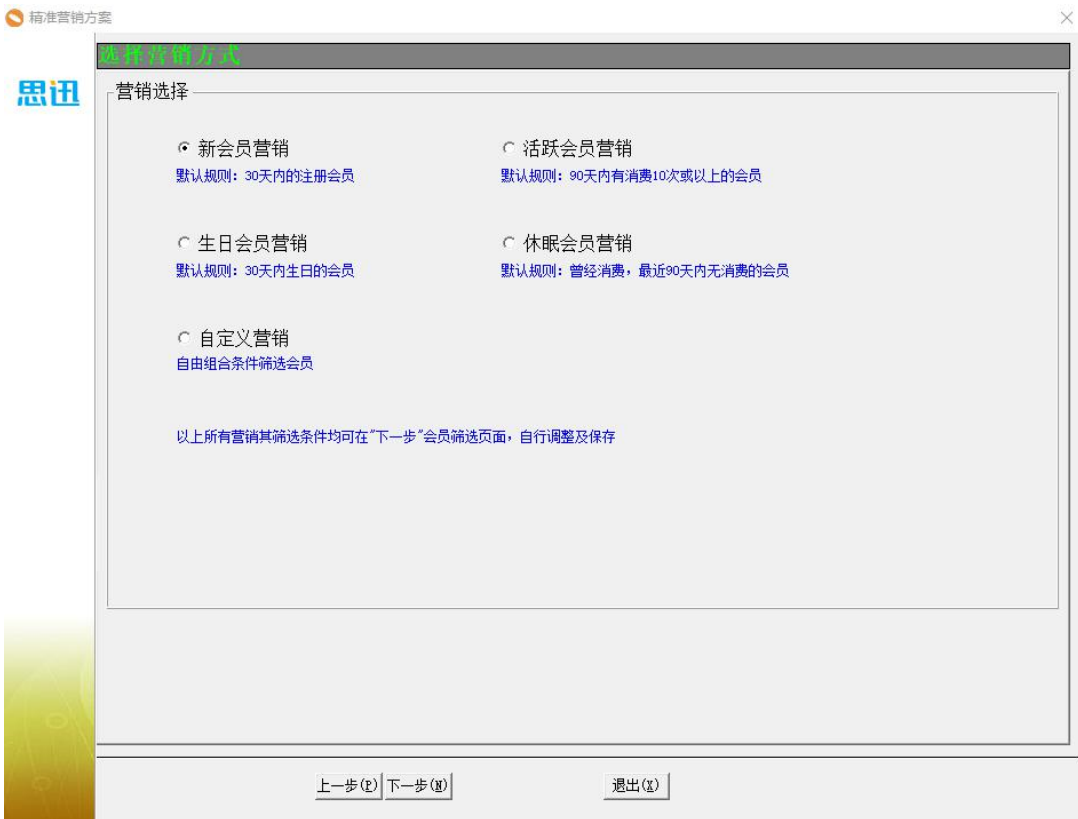 精准营销方案
选择营销方式
思迅
营销选择
新会员营销
活跃会员营销
默认规则：30天内的注册会员
默认规则：90天内有消费10次或以上的会员
生日会员营销
休眠会员营销
默认规则：30天内生日的会员
默认规则：曾经消费，最近90天内无消费的会员
自定义营销
自由组合条件筛选会员
以上所有营销其筛选条件均可在"下一步"会员筛选页面，自行调整及保存
上一步(P) 下一步(N) 退出(X)